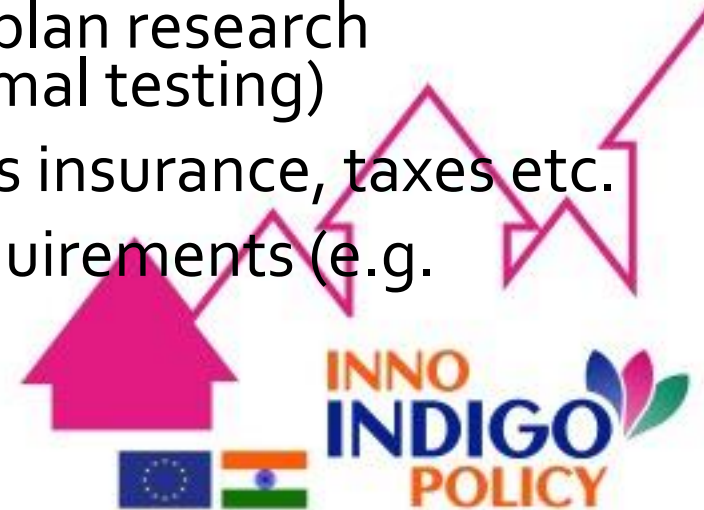 plan research
mal testing)
s insurance, taxes etc.
uirements (e.g.
INNO
INDIGO
POLICY